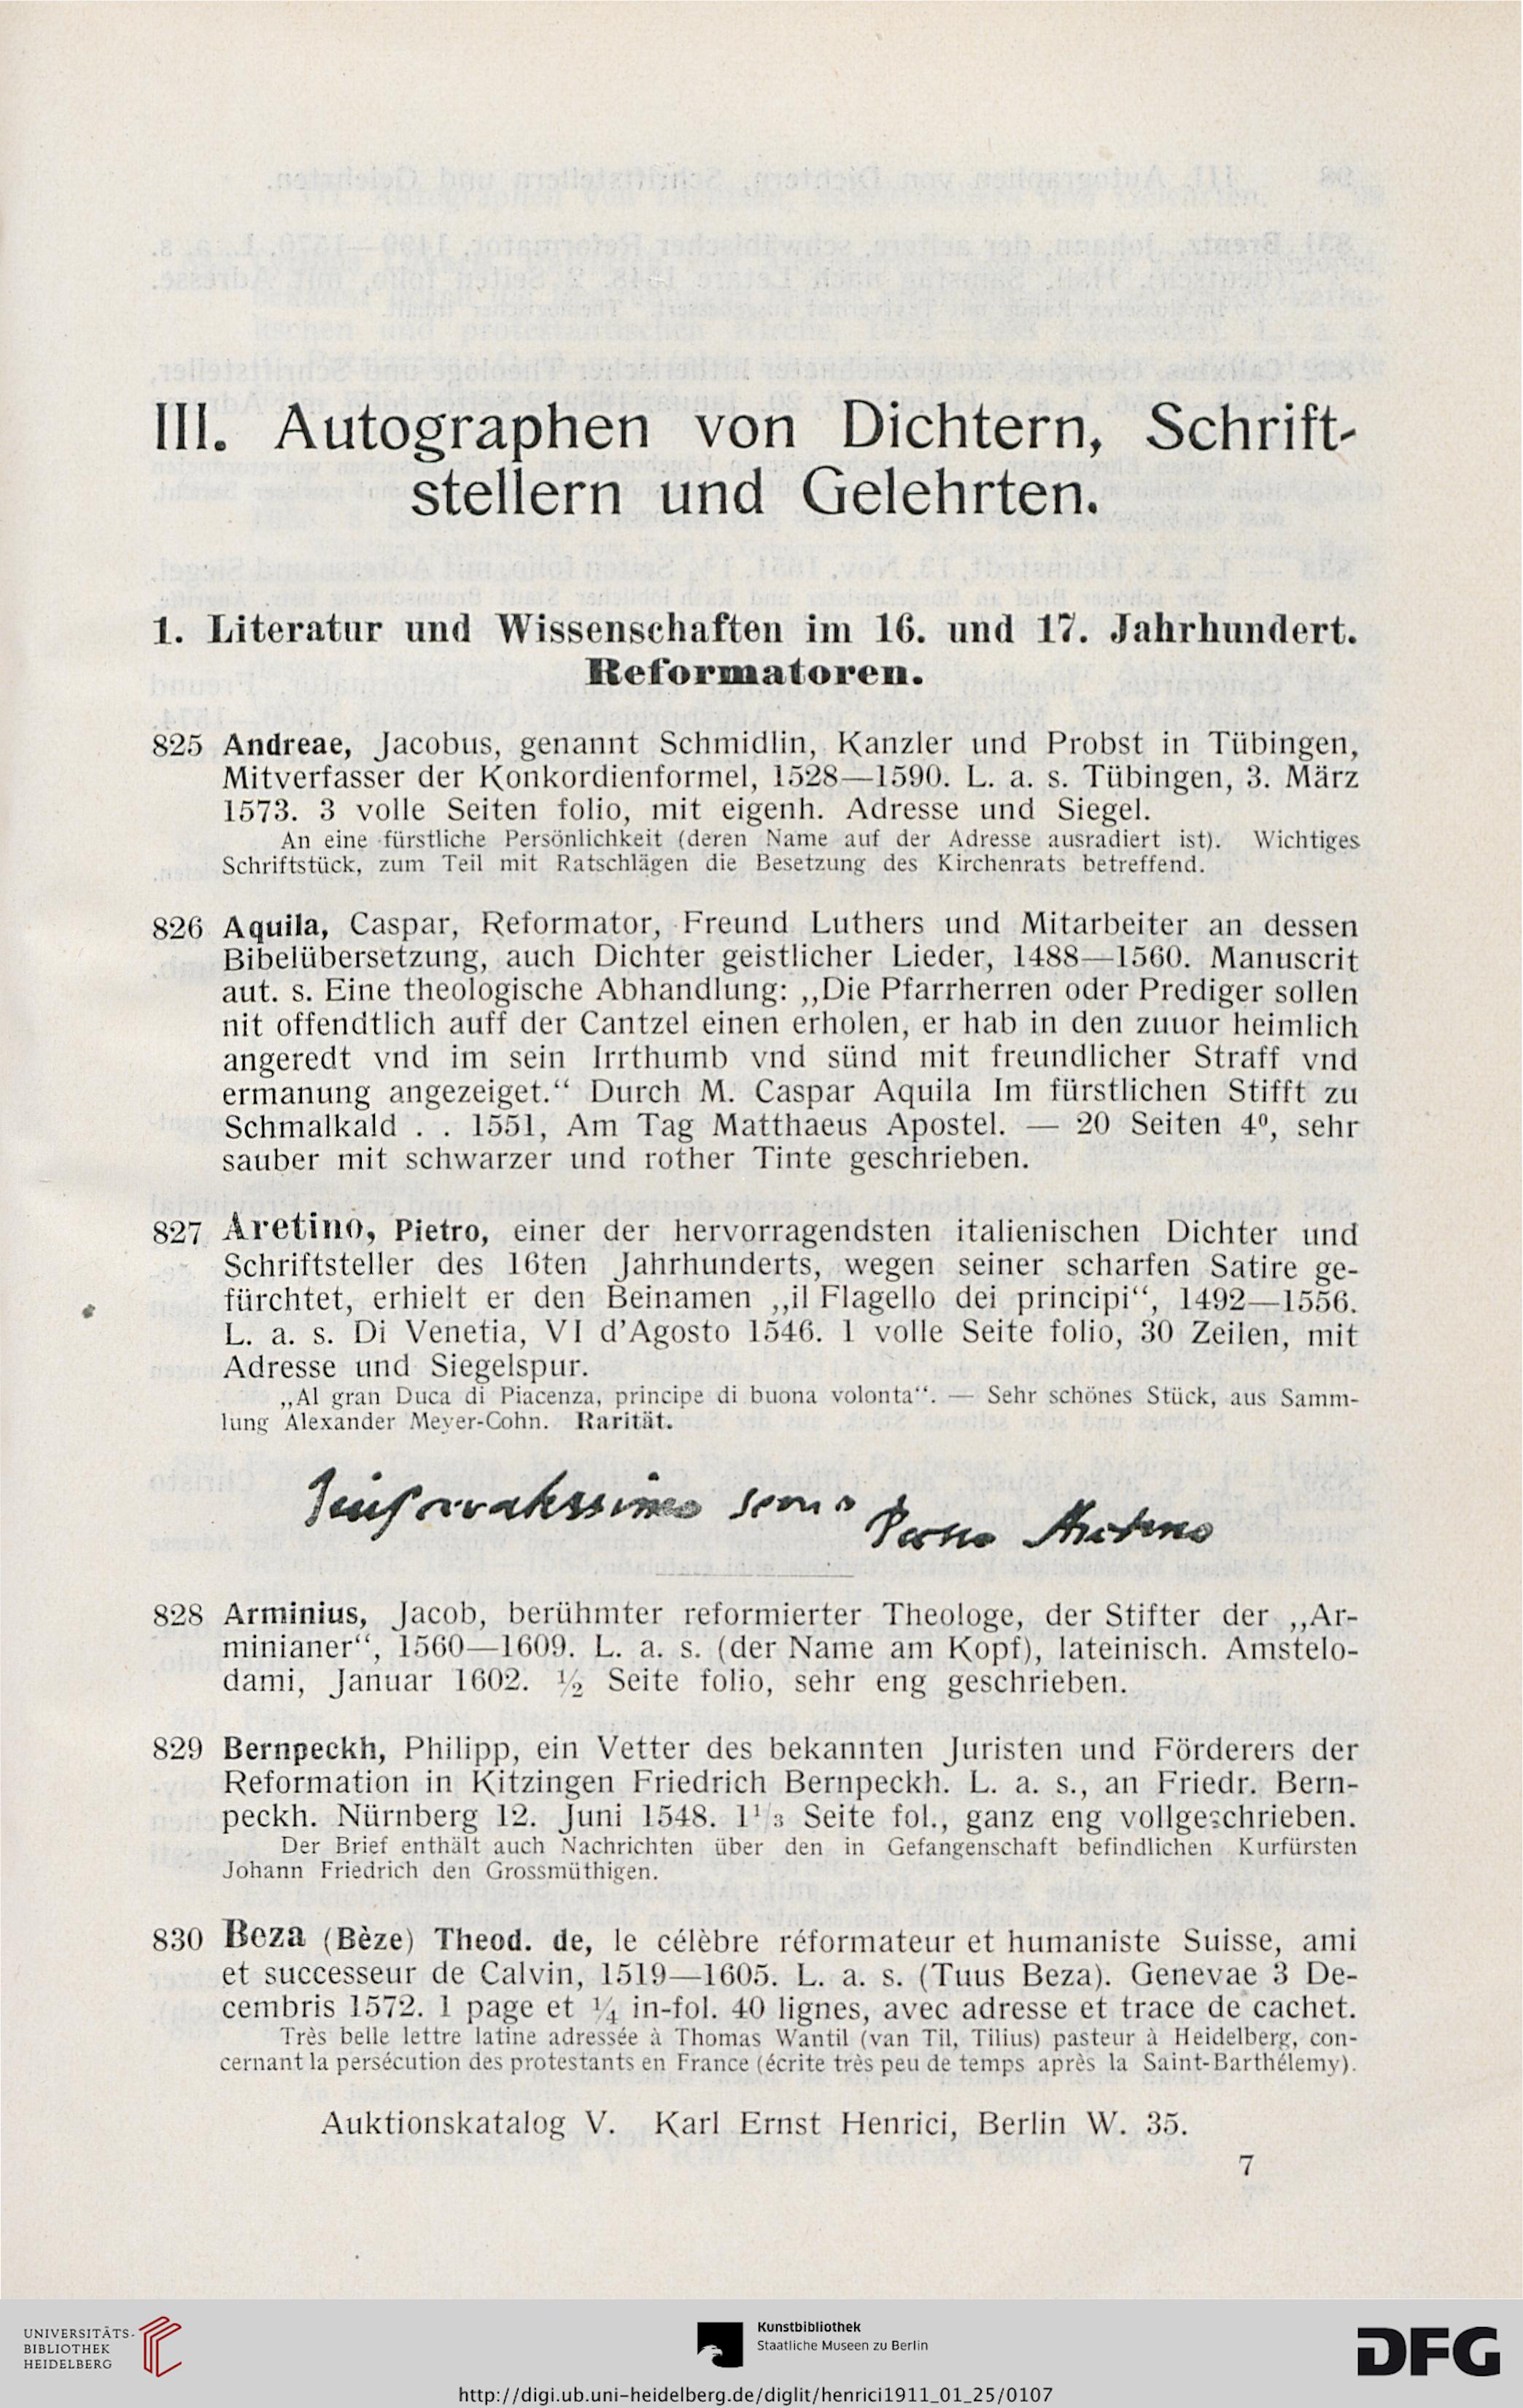 III. Autographen von Dichtern, Schrift-
stellern und Gelehrten.
1. Literatur und Wissenschaften im 16. und 17. Jahrhundert.
Reformatoren.
825 Andreae, Jacobus, genannt Schmidlin, Kanzler und Probst in Tübingen,
Mitverfasser der Konkordienformel, 1528—1590. L. a. s. Tübingen, 3. März
1573. 3 volle Seiten folio, mit eigenh. Adresse und Siegel.
An eine fürstliche Persönlichkeit (deren Name auf der Adresse ausradiert ist). Wichtiges
Schriftstück, zum Teil mit Ratschlägen die Besetzung des Kirchenrats betreffend.
826 Aquila, Caspar, Reformator, Freund Luthers und Mitarbeiter an dessen
Bibelübersetzung, auch Dichter geistlicher Lieder, 1488—1560. Manuscrit
aut. s. Eine theologische Abhandlung: „Die Pfarrherren oder Prediger sollen
nit offendtlich auff der Cantzel einen erholen, er hab in den zuuor heimlich
angeredt vnd im sein Irrthumb vnd sünd mit freundlicher Straff vnd
ermanung angezeiget.“ Durch M. Caspar Aquila Im fürstlichen Stifft zu
Schmalkald . . 1551, Am Tag Matthaeus Apostel. — 20 Seiten 4⁰, sehr
sauber mit schwarzer und rother Tinte geschrieben.
827 Aretino, Pietro, einer der hervorragendsten italienischen Dichter und
Schriftsteller des 16ten Jahrhunderts, wegen seiner scharfen Satire ge-
fürchtet, erhielt er den Beinamen „il Flagello dei principi“, 1492—1556.
L. a. s. Di Venetia, VI d’Agosto 1546. 1 volle Seite folio, 30 Zeilen, mit
Adresse und Siegelspur.
„Al gran Duca di Piacenza, principe di buona volonta“. — Sehr schönes Stück, aus Samm-
lung Alexander Meyer-Cohn. Rarität.
Aretino
828 Arminius, Jacob, berühmter reformierter Theologe, der Stifter der „Ar-
minianer“, 1560—1609. L. a. s. (der Name am Kopf), lateinisch. Amstelo-
dami, Januar 1602. ½ Seite folio, sehr eng geschrieben.
829 Bernpeckh, Philipp, ein Vetter des bekannten Juristen und Förderers der
Reformation in Kitzingen Friedrich Bernpeckh. L. a. s., an Friedr. Bern-
peckh. Nürnberg 12. Juni 1548. 1¹/₃ Seite fol., ganz eng vollgeschrieben.
Der Brief enthält auch Nachrichten über den in Gefangenschaft befindlichen Kurfürsten
Johann Friedrich den Grossmüthigen.
830 Beza (Bèze) Theod. de, le célèbre réformateur et humaniste Suisse, ami
et successeur de Calvin, 1519—1605. L. a. s. (Tuus Beza). Genevae 3 De-
cembris 1572. 1 page et ¼ in-fol. 40 lignes, avec adresse et trace de cachet.
Très belle lettre latine adressée à Thomas Wantil (van Til, Tilius) pasteur à Heidelberg, con-
cernant la persécution des protestants en France (écrite très peu de temps après la Saint-Barthélemy).
Auktionskatalog V. Karl Ernst Henrici, Berlin W. 35.
7
UNIVERSITÄTS-
BIBLIOTHEK
HEIDELBERG
Kunstbibliothek
Staatliche Museen zu Berlin
DFG
http://digi.ub.uni-heidelberg.de/diglit/henrici1911_01_25/0107